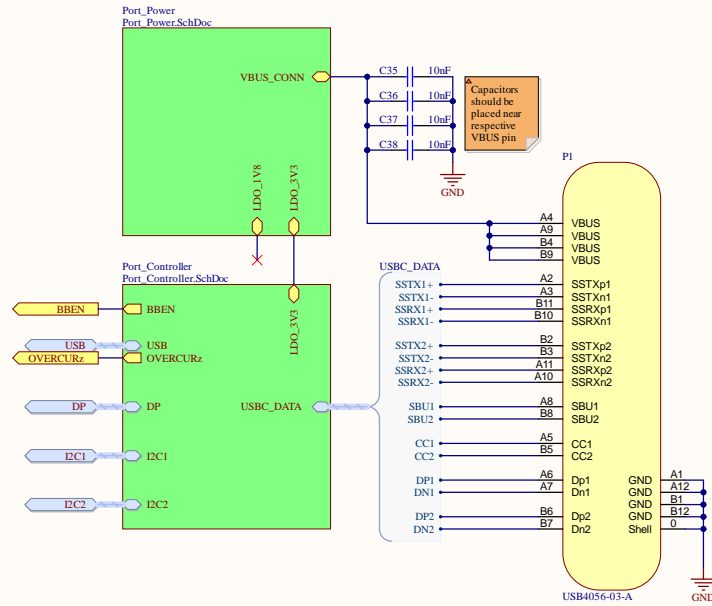 Port_Power
Port_Power.SchDoc
VBUS_CONN
LDO_1V8
LDO_3V3
C35 10nF
C36 10nF
C37 10nF
C38 10nF
GND
Capacitors
should be
placed near
respective
VBUS pin
Port_Controller
Port_Controller.SchDoc
LDO_3V3
BBEN BBEN
USB USB
OVERCURz OVERCURz
DP DP
USBC_DATA
I2C1 I2C1
I2C2 I2C2
USBC_DATA
SSTX1+
SSTX1-
SSRX1+
SSRX1-
SSTX2+
SSTX2-
SSRX2+
SSRX2-
SBU1
SBU2
CC1
CC2
DP1
DN1
DP2
DN2
P1
A4 VBUS
A9 VBUS
B4 VBUS
B9 VBUS
A2 SSTXp1
A3 SSTXn1
B11 SSRXp1
B10 SSRXn1
B2 SSTXp2
B3 SSTXn2
A11 SSRXp2
A10 SSRXn2
A8 SBU1
B8 SBU2
A5 CC1
B5 CC2
A6 Dp1
A7 Dn1
B6 Dp2
B7 Dn2
GND A1
GND A12
GND B1
GND B12
Shell 0
USB4056-03-A
GND